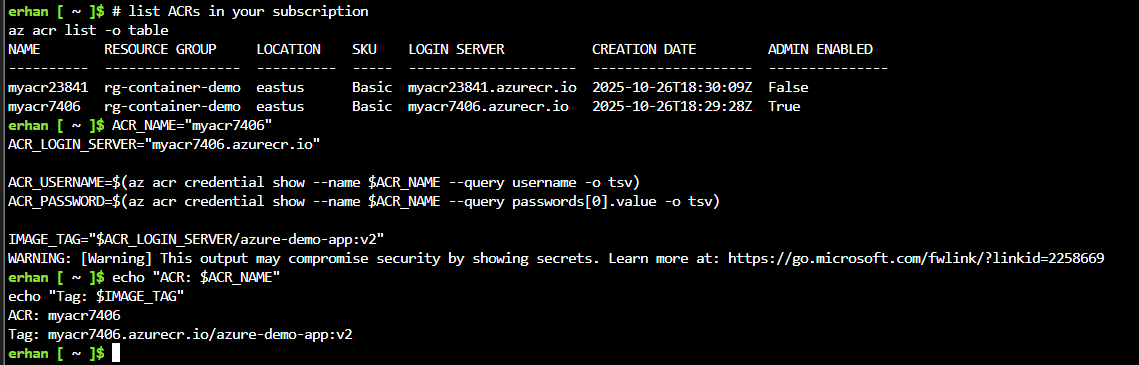 erhan [ ~ ]$ # list ACRs in your subscription
az acr list -o table
NAME        RESOURCE GROUP     LOCATION    SKU    LOGIN SERVER           CREATION DATE         ADMIN ENABLED
----------  -----------------  ----------  -----  ---------------------  --------------------  ---------------
myacr23841  rg-container-demo  eastus      Basic  myacr23841.azurecr.io  2025-10-26T18:30:09Z  False
myacr7406   rg-container-demo  eastus      Basic  myacr7406.azurecr.io   2025-10-26T18:29:28Z  True
erhan [ ~ ]$ ACR_NAME="myacr7406"
ACR_LOGIN_SERVER="myacr7406.azurecr.io"

ACR_USERNAME=$(az acr credential show --name $ACR_NAME --query username -o tsv)
ACR_PASSWORD=$(az acr credential show --name $ACR_NAME --query passwords[0].value -o tsv)

IMAGE_TAG="$ACR_LOGIN_SERVER/azure-demo-app:v2"
WARNING: [Warning] This output may compromise security by showing secrets. Learn more at: https://go.microsoft.com/fwlink/?linkid=2258669
erhan [ ~ ]$ echo "ACR: $ACR_NAME"
echo "Tag: $IMAGE_TAG"
ACR: myacr7406
Tag: myacr7406.azurecr.io/azure-demo-app:v2
erhan [ ~ ]$